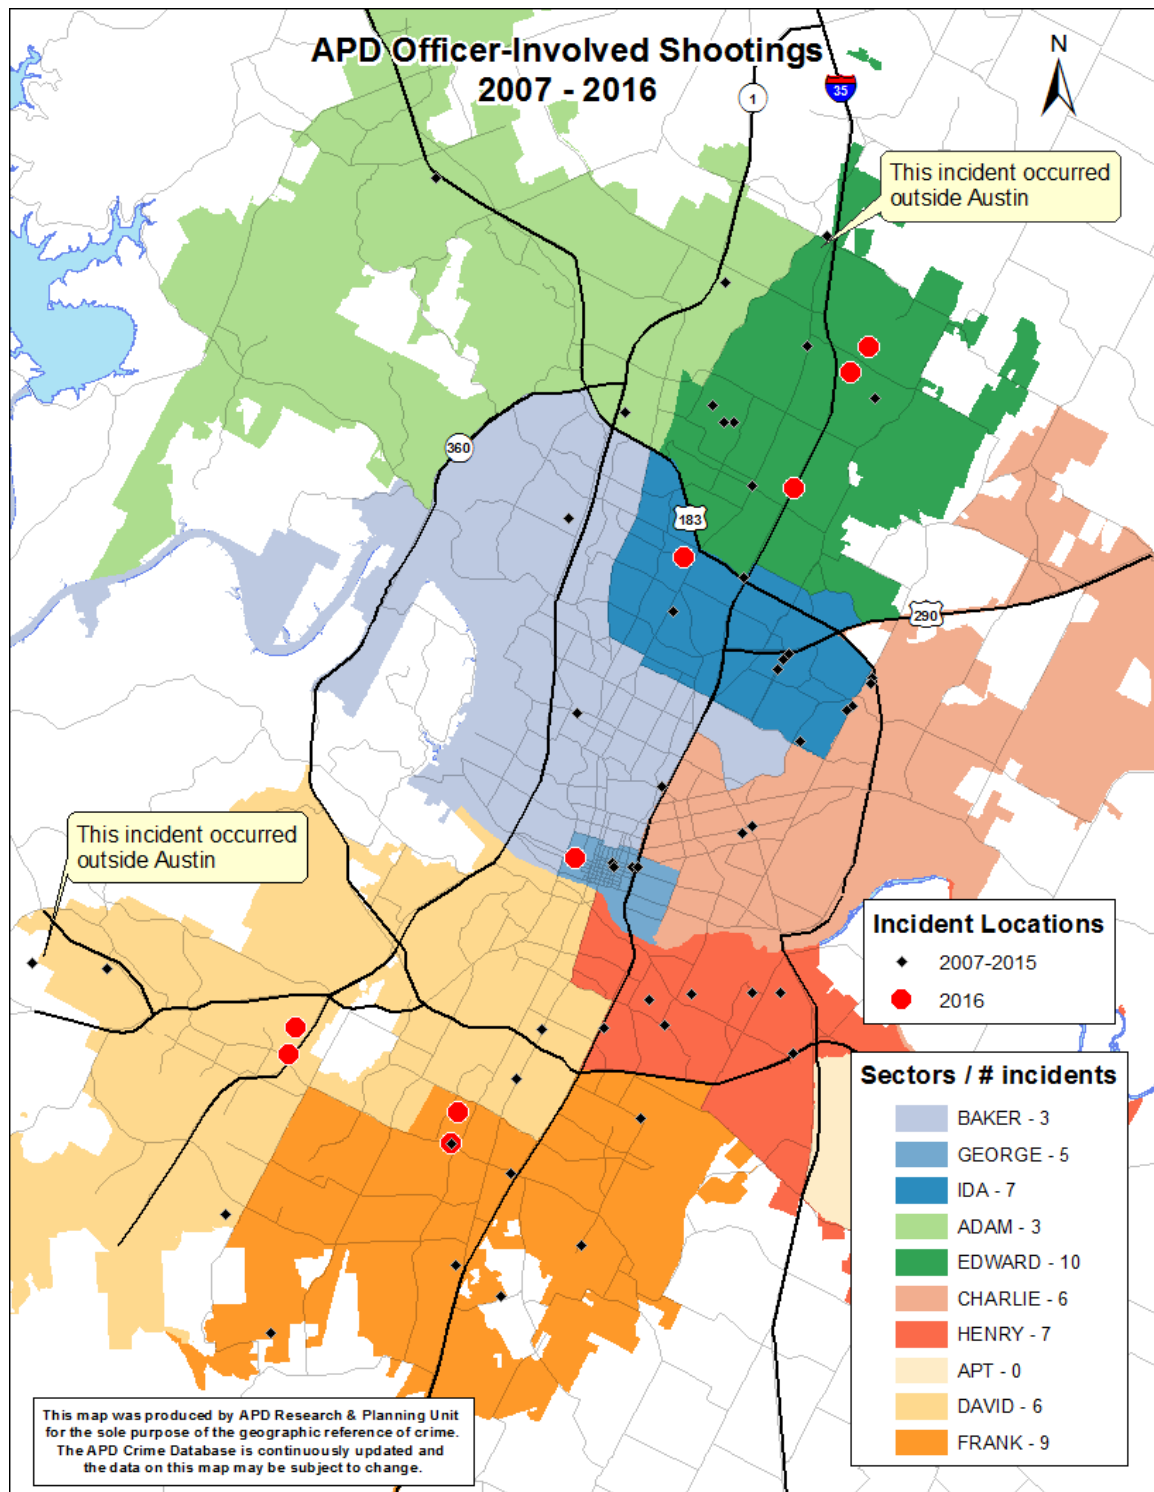 APD Officer-Involved Shootings
2007 - 2016
N
1
35
This incident occurred
outside Austin
360
183
290
This incident occurred
outside Austin
Incident Locations
2007-2015
2016
Sectors / # incidents
BAKER - 3
GEORGE - 5
IDA - 7
ADAM - 3
EDWARD - 10
CHARLIE - 6
HENRY - 7
APT - 0
DAVID - 6
FRANK - 9
This map was produced by APD Research & Planning Unit
for the sole purpose of the geographic reference of crime.
The APD Crime Database is continuously updated and
the data on this map may be subject to change.